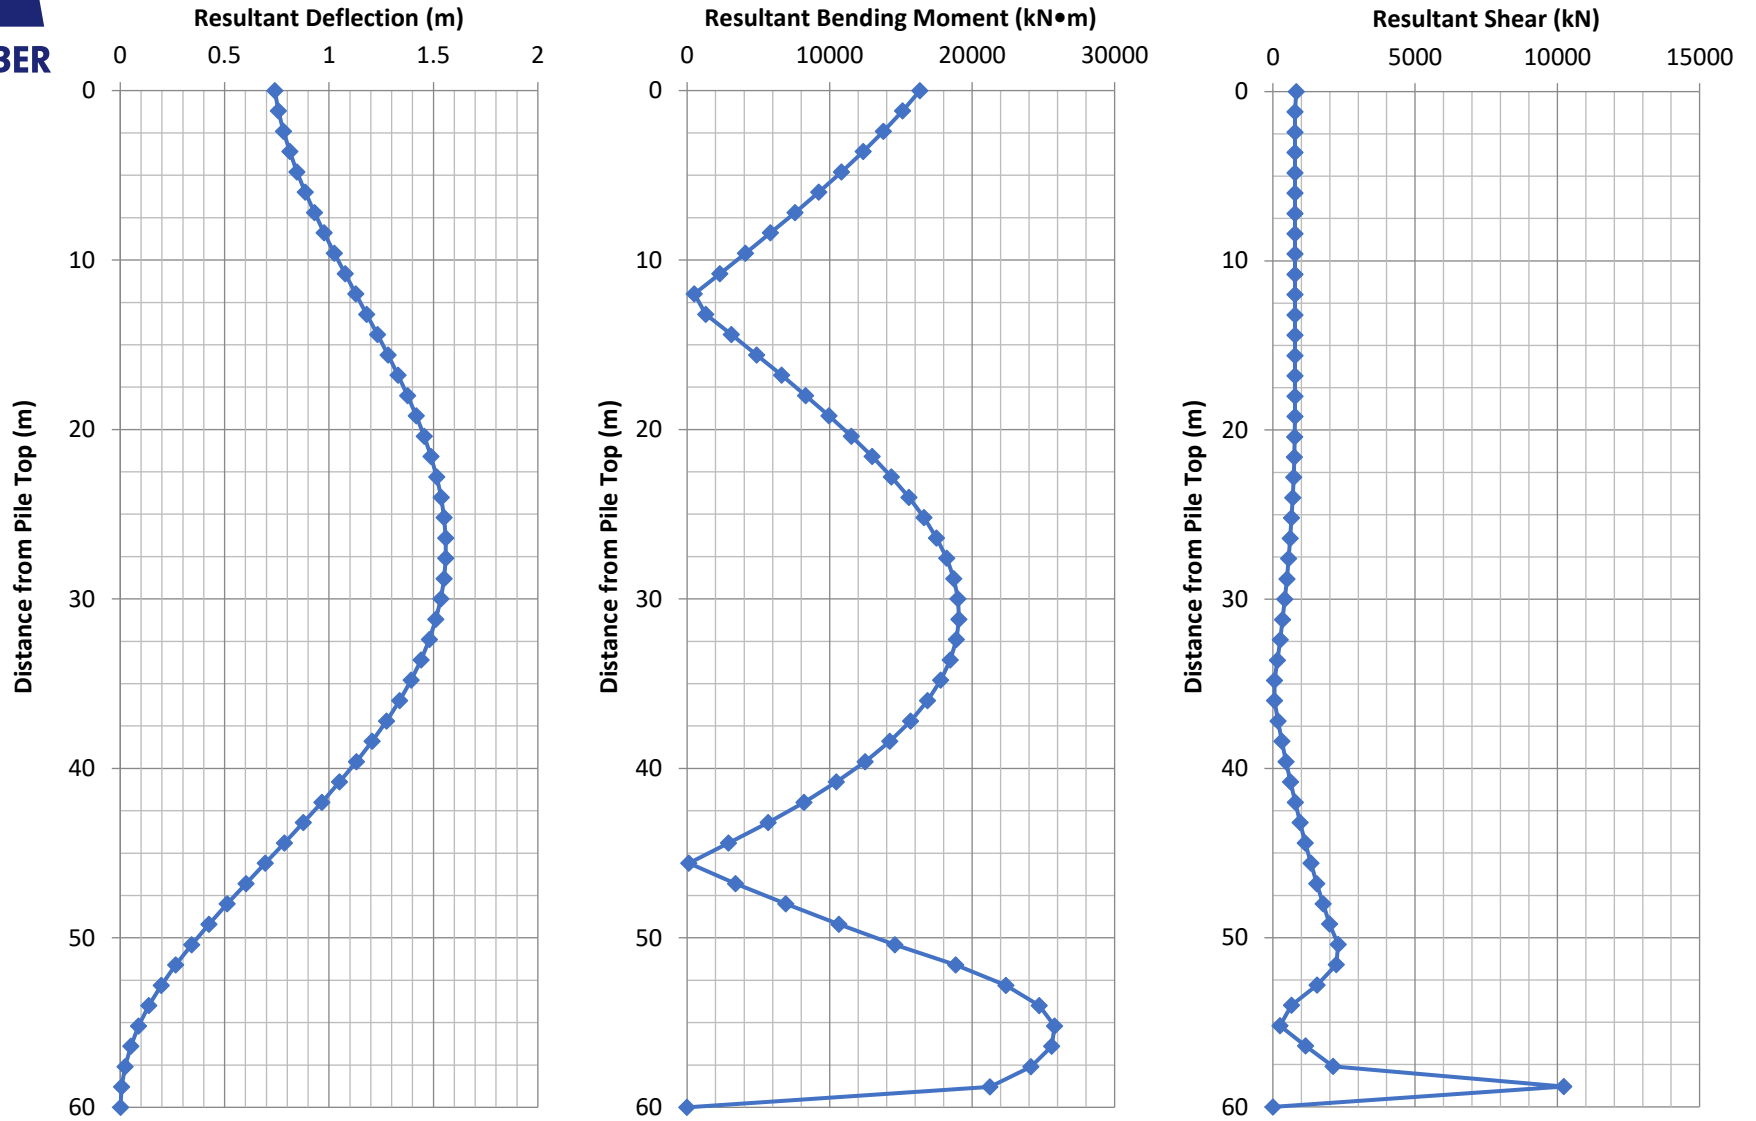 BER
Resultant Deflection (m)
0 0.5 1 1.5 2
0
10
20
30
40
50
60
Distance from Pile Top (m)
Resultant Bending Moment (kN•m)
0 10000 20000 30000
0
10
20
30
40
50
60
Distance from Pile Top (m)
Resultant Shear (kN)
0 5000 10000 15000
0
10
20
30
40
50
60
Distance from Pile Top (m)